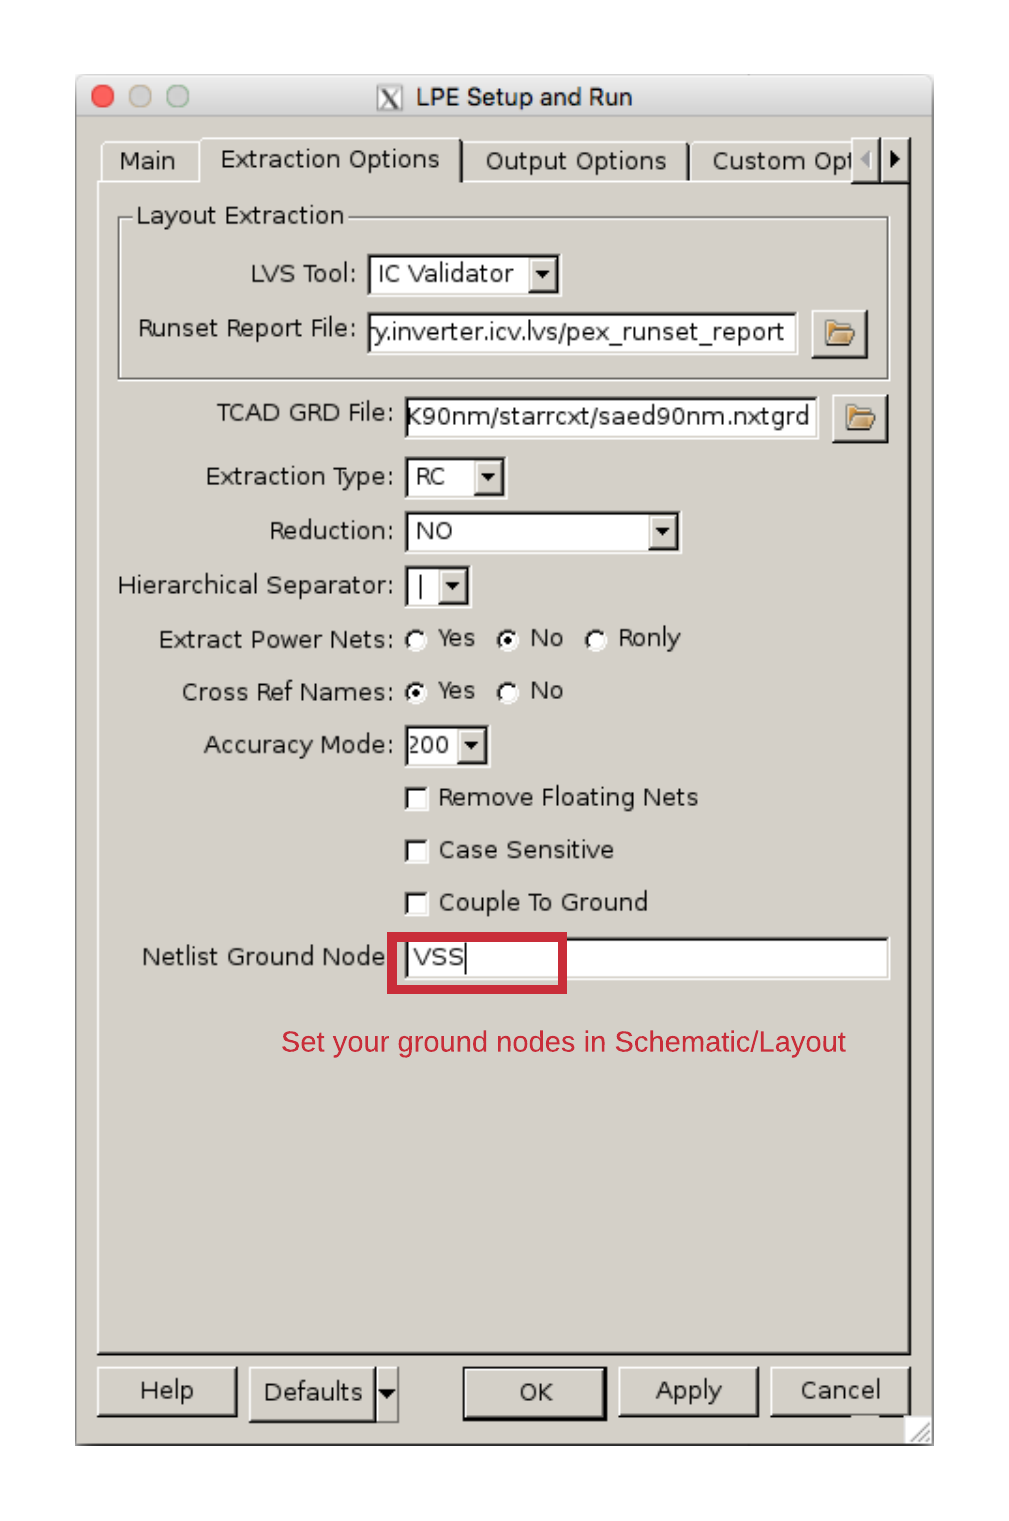 LPE Setup and Run
Main Extraction Options Output Options Custom Opt
Layout Extraction
LVS Tool: IC Validator
Runset Report File: ry.inverter.icv.lvs/pex_runset_report
TCAD GRD File: K90nm/starrcxt/saed90nm.nxtgrd
Extraction Type: RC
Reduction: NO
Hierarchical Separator: |
Extract Power Nets: Yes No Ronly
Cross Ref Names: Yes No
Accuracy Mode: 200
Remove Floating Nets
Case Sensitive
Couple To Ground
Netlist Ground Node VSS
Set your ground nodes in Schematic/Layout
Help Defaults OK Apply Cancel